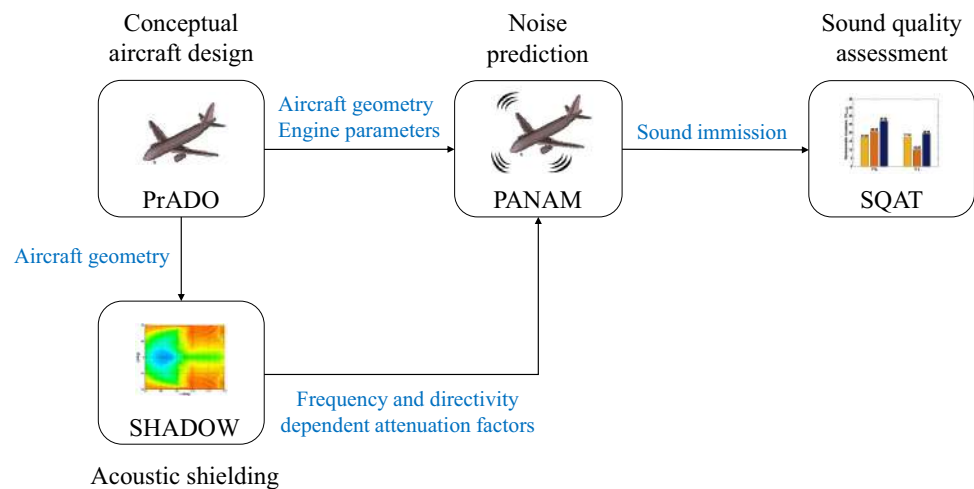 Conceptual
aircraft design
Noise
prediction
Sound quality
assessment
PrADO
Aircraft geometry
Engine parameters
PANAM
Sound immission
SQAT
Aircraft geometry
SHADOW
Frequency and directivity
dependent attenuation factors
Acoustic shielding